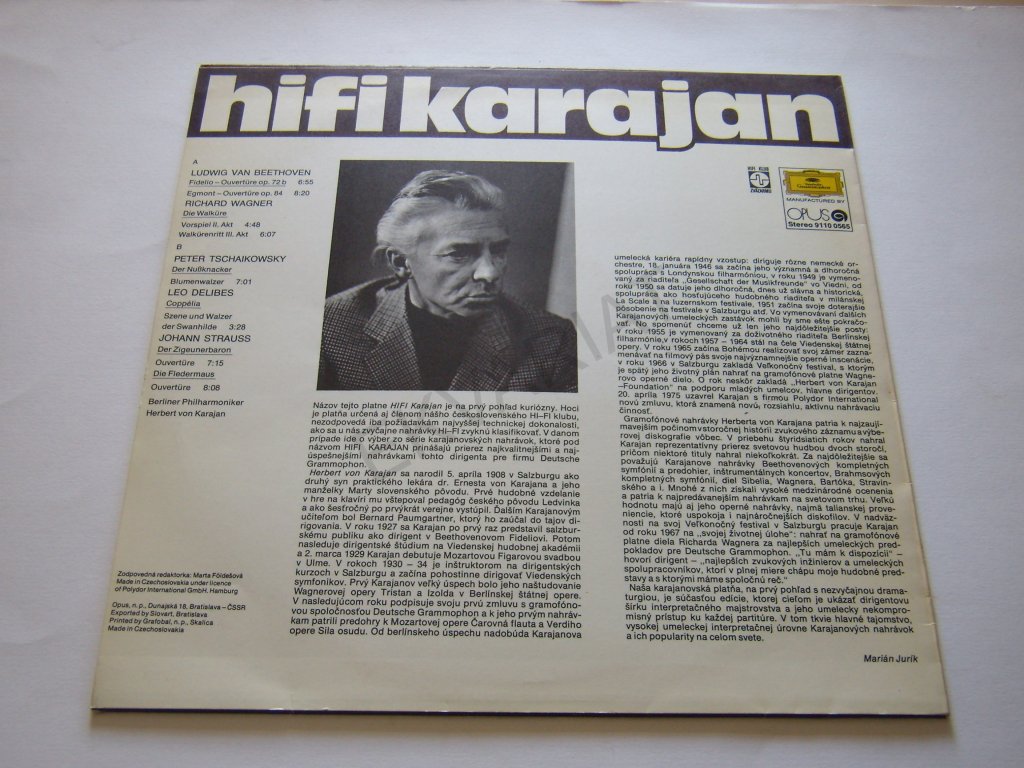 hifi karajan
A
LUDWIG VAN BEETHOVEN
Fidelio – Ouvertüre op. 72 b 6:55
Egmont – Ouvertüre op. 84 8:20
RICHARD WAGNER
Die Walküre
Vorspiel II. Akt 4:48
Walkürenritt III. Akt 6:07
B
PETER TSCHAIKOWSKY
Der Nußknacker
Blumenwalzer 7:01
LEO DELIBES
Coppélia
Szene und Walzer
der Swanhilde 3:28
JOHANN STRAUSS
Der Zigeunerbaron
Ouvertüre 7:15
Die Fledermaus
Ouvertüre 8:08
Berliner Philharmoniker
Herbert von Karajan
Zodpovedná redaktorka: Marta Földešová
Made in Czechoslovakia under licence
of Polydor International GmbH. Hamburg
Opus, n. p., Dunajská 18, Bratislava – ČSSR
Exported by Slovart, Bratislava
Printed by Grafobal, n. p., Skalica
Made in Czechoslovakia
HIFI KLUB
ZVÄZARMU
Deutsche
Grammophon
MANUFACTURED BY
OPUS
Stereo 9110 0565
Názov tejto platne HIFI Karajan je na prvý pohľad kuriózny. Hoci
je platňa určená aj členom nášho československého HI–FI klubu,
nezodpovedá iba požiadavkám najvyššej technickej dokonalosti,
ako sa u nás zvyčajne nahrávky HI–FI zvyknú klasifikovať. V danom
prípade ide o výber zo série karajanových nahrávok, ktoré pod
názvom HIFI KARAJAN prinášajú prierez najkvalitnejšími a naj-
úspešnejšími nahrávkami tohto dirigenta pre firmu Deutsche
Grammophon.
Herbert von Karajan sa narodil 5. apríla 1908 v Salzburgu ako
druhý syn praktického lekára dr. Ernesta von Karajana a jeho
manželky Marty slovenského pôvodu. Prvé hudobné vzdelanie
v hre na klavíri mu vštepoval pedagóg českého pôvodu Ledvinka
a ako šesťročný po prvýkrát verejne vystúpil. Ďalším Karajanovým
učiteľom bol Bernard Paumgartner, ktorý ho zaúčal do tajov di-
rigovania. V roku 1927 sa Karajan po prvý raz predstavil salzbur-
skému publiku ako dirigent v Beethovenovom Fideliovi. Potom
nasleduje dirigentské štúdium na Viedenskej hudobnej akadémii
a 2. marca 1929 Karajan debutuje Mozartovou Figarovou svadbou
v Ulme. V rokoch 1930 – 34 je inštruktorom na dirigentských
kurzoch v Salzburgu a začína pohostinne dirigovať Viedenských
symfonikov. Prvý Karajanov veľký úspech bolo jeho naštudovanie
Wagnerovej opery Tristan a Izolda v Berlínskej štátnej opere.
V nasledujúcom roku podpisuje svoju prvú zmluvu s gramofóno-
vou spoločnosťou Deutsche Grammophon a k jeho prvým nahráv-
kam patrili predohry k Mozartovej opere Čarovná flauta a Verdiho
opere Sila osudu. Od berlínskeho úspechu nadobúda Karajanova
umelecká kariéra rapídny vzostup: diriguje rôzne nemecké or-
chestre, 18. januára 1946 sa začína jeho významná a dlhoročná
spolupráca s Londýnskou filharmóniou, v roku 1949 je vymeno-
vaný za riaditeľa „Gesellschaft der Musikfreunde" vo Viedni, od
roku 1950 sa datuje jeho dlhoročná, dnes už slávna a historická,
spolupráca ako hosťujúceho hudobného riaditeľa v milánskej
La Scale a na luzernskom festivale, 1951 začína svoje doterajšie
pôsobenie na festivale v Salzburgu atď. Vo vymenovávaní ďalších
Karajanových umeleckých zastávok mohli by sme ešte pokračo-
vať. No spomenúť chceme už len jeho najdôležitejšie posty:
v roku 1955 je vymenovaný za doživotného riaditeľa Berlínskej
filharmónie, v rokoch 1957 – 1964 stál na čele Viedenskej štátnej
opery. V roku 1965 začína Bohémou realizovať svoj zámer zazna-
menávať na filmový pás svoje najvýznamnejšie operné inscenácie,
v roku 1966 v Salzburgu zakladá Veľkonočný festival, s ktorým
je spätý jeho životný plán nahrať na gramofónové platne Wagne-
rovo operné dielo. O rok neskôr zakladá „Herbert von Karajan
–Foundation" na podporu mladých umelcov, hlavne dirigentov.
20. apríla 1975 uzavrel Karajan s firmou Polydor International
novú zmluvu, ktorá znamená novú, rozsiahlu, aktívnu nahrávaciu
činnosť.
Gramofónové nahrávky Herberta von Karajana patria k najzaují-
mavejším počinom v storočnej histórii zvukového záznamu a výbe-
rovej diskografie vôbec. V priebehu štyridsiatich rokov nahral
Karajan reprezentatívny prierez svetovou hudbou dvoch storočí,
pričom niektoré tituly nahral niekoľkokrát. Za najdôležitejšie sa
považujú Karajanove nahrávky Beethovenových kompletných
symfónií a predohier, inštrumentálnych koncertov, Brahmsových
kompletných symfónií, diel Sibelia, Wagnera, Bartóka, Stravin-
ského a i. Mnohé z nich získali vysoké medzinárodné ocenenia
a patria k najpredávanejším nahrávkam na svetovom trhu. Veľkú
hodnotu majú aj jeho operné nahrávky, najmä talianskej prove-
niencie, ktoré uspokoja i najnáročnejších diskofilov. V nadväz-
nosti na svoj Veľkonočný festival v Salzburgu pracuje Karajan
od roku 1967 na „svojej životnej úlohe": nahrať na gramofónové
platne diela Richarda Wagnera za najlepších umeleckých pred-
pokladov pre Deutsche Grammophon. „Tu mám k dispozícii" –
hovorí dirigent – „najlepších zvukových inžinierov a umeleckých
spolupracovníkov, ktorí v plnej miere chápu moje hudobné pred-
stavy a s ktorými máme spoločnú reč."
Naša karajanovská platňa, na prvý pohľad s nezvyčajnou drama-
turgiou, je súčasťou edície, ktorej cieľom je ukázať dirigentovu
šírku interpretačného majstrovstva a jeho umelecky nekompro-
misný prístup ku každej partitúre. V tom tkvie hlavné tajomstvo,
vysokej umeleckej interpretačnej úrovne Karajanových nahrávok
a ich popularity na celom svete.
Marián Jurík